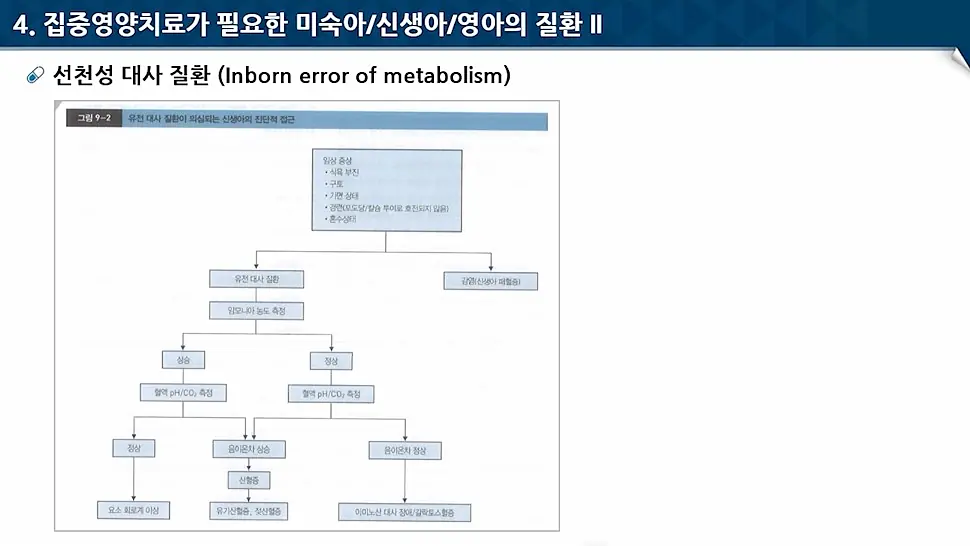 4. 집중영양치료가 필요한 미숙아/신생아/영아의 질환 II
선천성 대사 질환 (Inborn error of metabolism)
그림 9-2 유전 대사 질환이 의심되는 신생아의 진단적 접근
임상 증상
• 식욕 부진
• 구토
• 기면 상태
• 경련(포도당/칼슘 투여로 호전되지 않음)
• 혼수상태
유전 대사 질환
감염(신생아 패혈증)
암모니아 농도 측정
상승
정상
혈액 pH/CO₂ 측정
혈액 pH/CO₂ 측정
정상
음이온차 상승
음이온차 정상
산혈증
요소 회로계 이상
유기산혈증, 젖산혈증
아미노산 대사 장애/갈락토스혈증